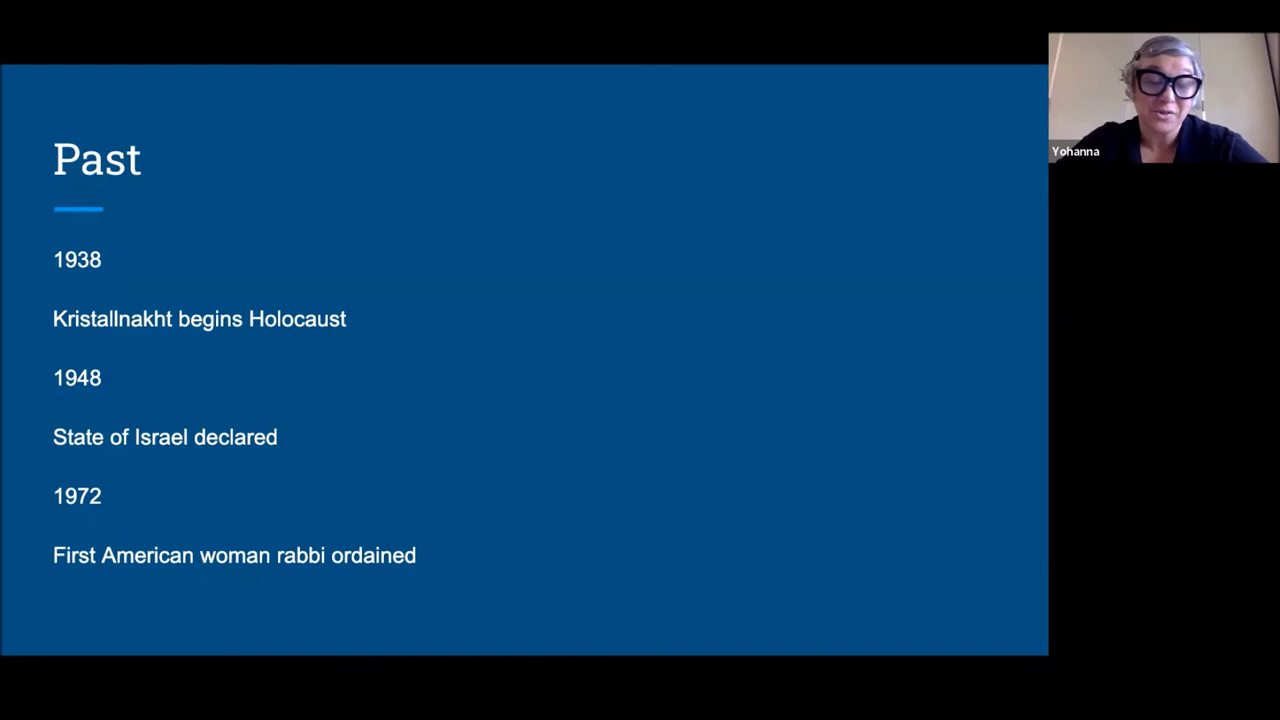 Past
1938
Kristallnakht begins Holocaust
1948
State of Israel declared
1972
First American woman rabbi ordained
Yohanna